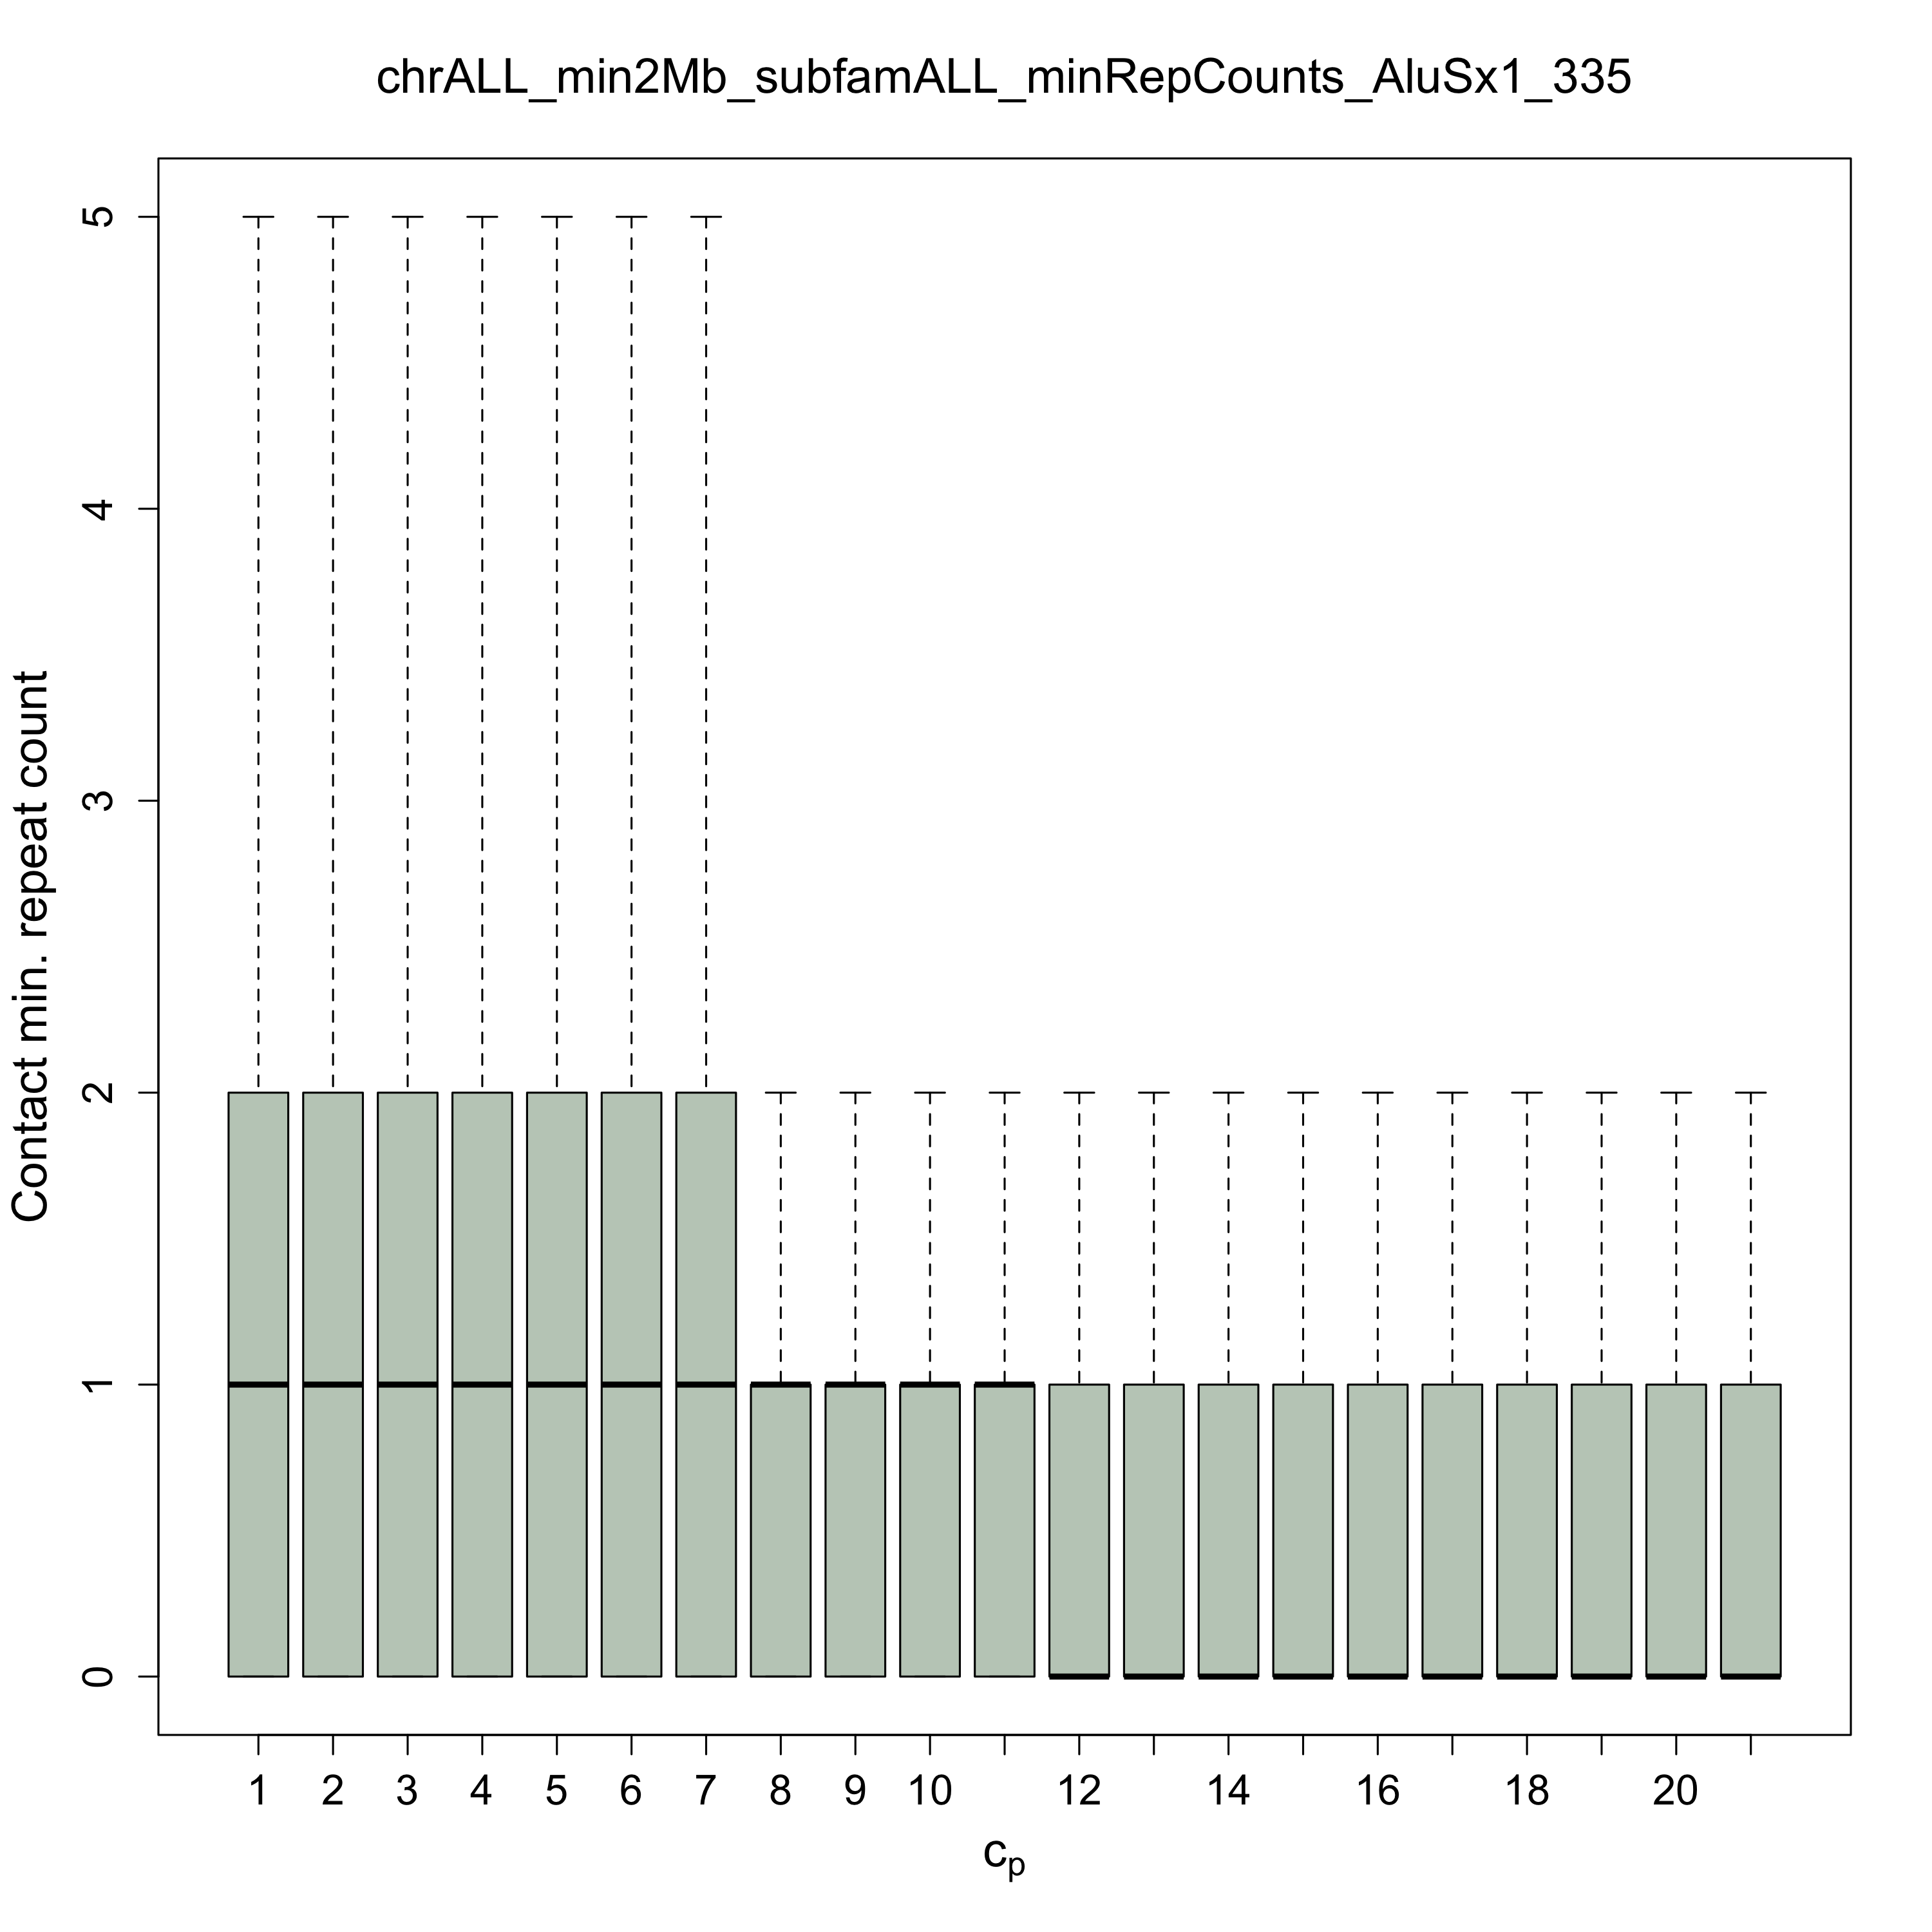 chrALL_min2Mb_subfamALL_minRepCounts_AluSx1_335
Contact min. repeat count
5
4
3
2
1
0
1 2 3 4 5 6 7 8 9 10 12 14 16 18 20
cp